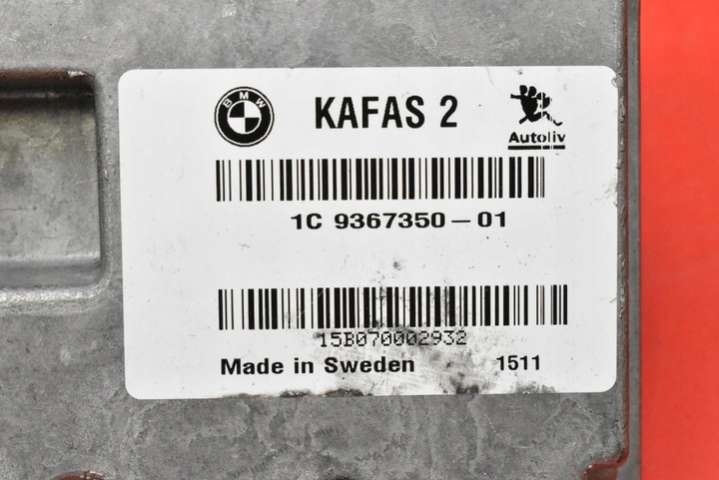 BMW
KAFAS 2
Autoliv
1C 9367350-01
15B070002932
Made in Sweden 1511